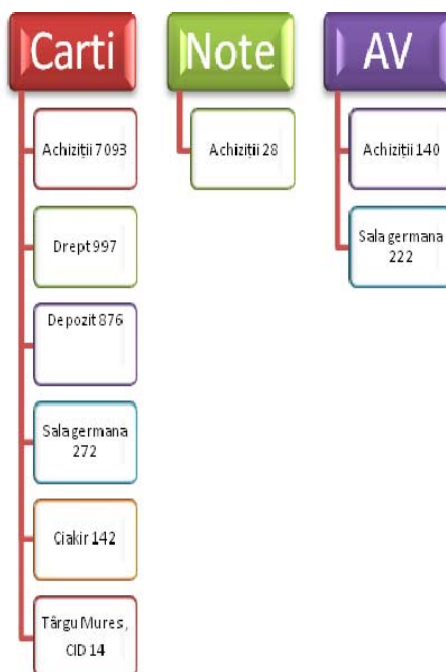 Carti
Achiziții 7093
Drept 997
Depozit 876
Sala germana
272
Ciakir 142
Târgu Mures,
CID 14
Note
Achiziții 28
AV
Achiziții 140
Sala germana
222